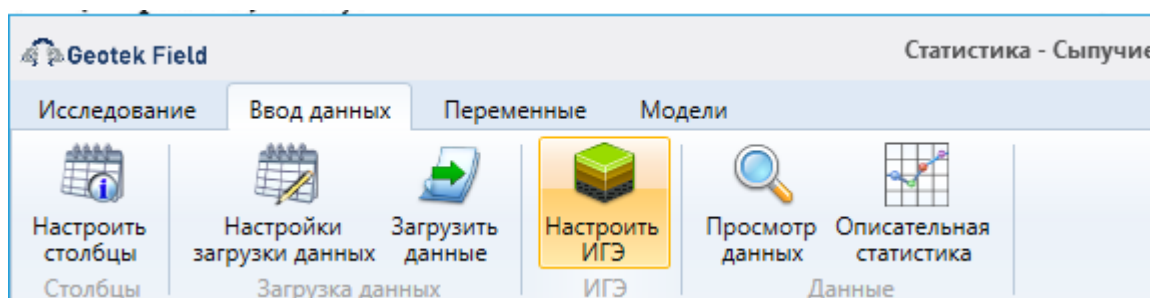 Geotek Field
Статистика - Сыпучие
Исследование Ввод данных Переменные Модели
Настроить столбцы
Настройки загрузки данных
Загрузить данные
Настроить ИГЭ
Просмотр данных
Описательная статистика
Столбцы Загрузка данных ИГЭ Данные